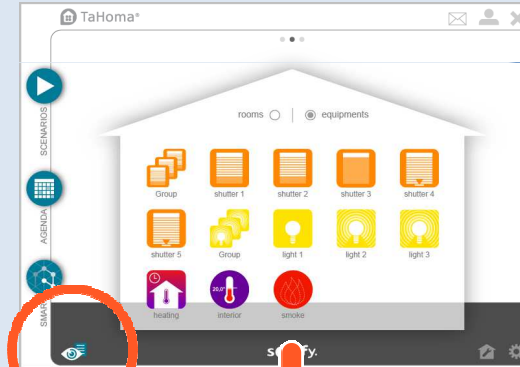 TaHoma®
rooms
equipments
SCENARIOS
Group
shutter 1
shutter 2
shutter 3
shutter 4
AGENDA
shutter 5
Group
light 1
light 2
light 3
20,0°
heating
interior
smoke